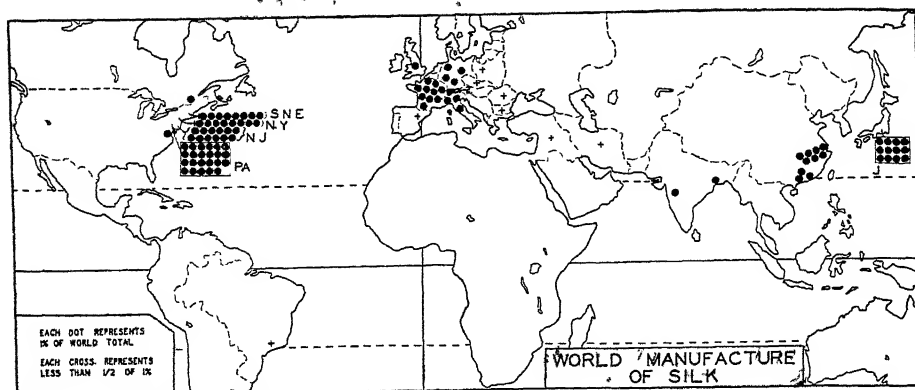 SNE
N.Y
NJ
PA
EACH DOT REPRESENTS
1% OF WORLD TOTAL
EACH CROSS REPRESENTS
LESS THAN 1/2 OF 1%
WORLD MANUFACTURE
OF SILK